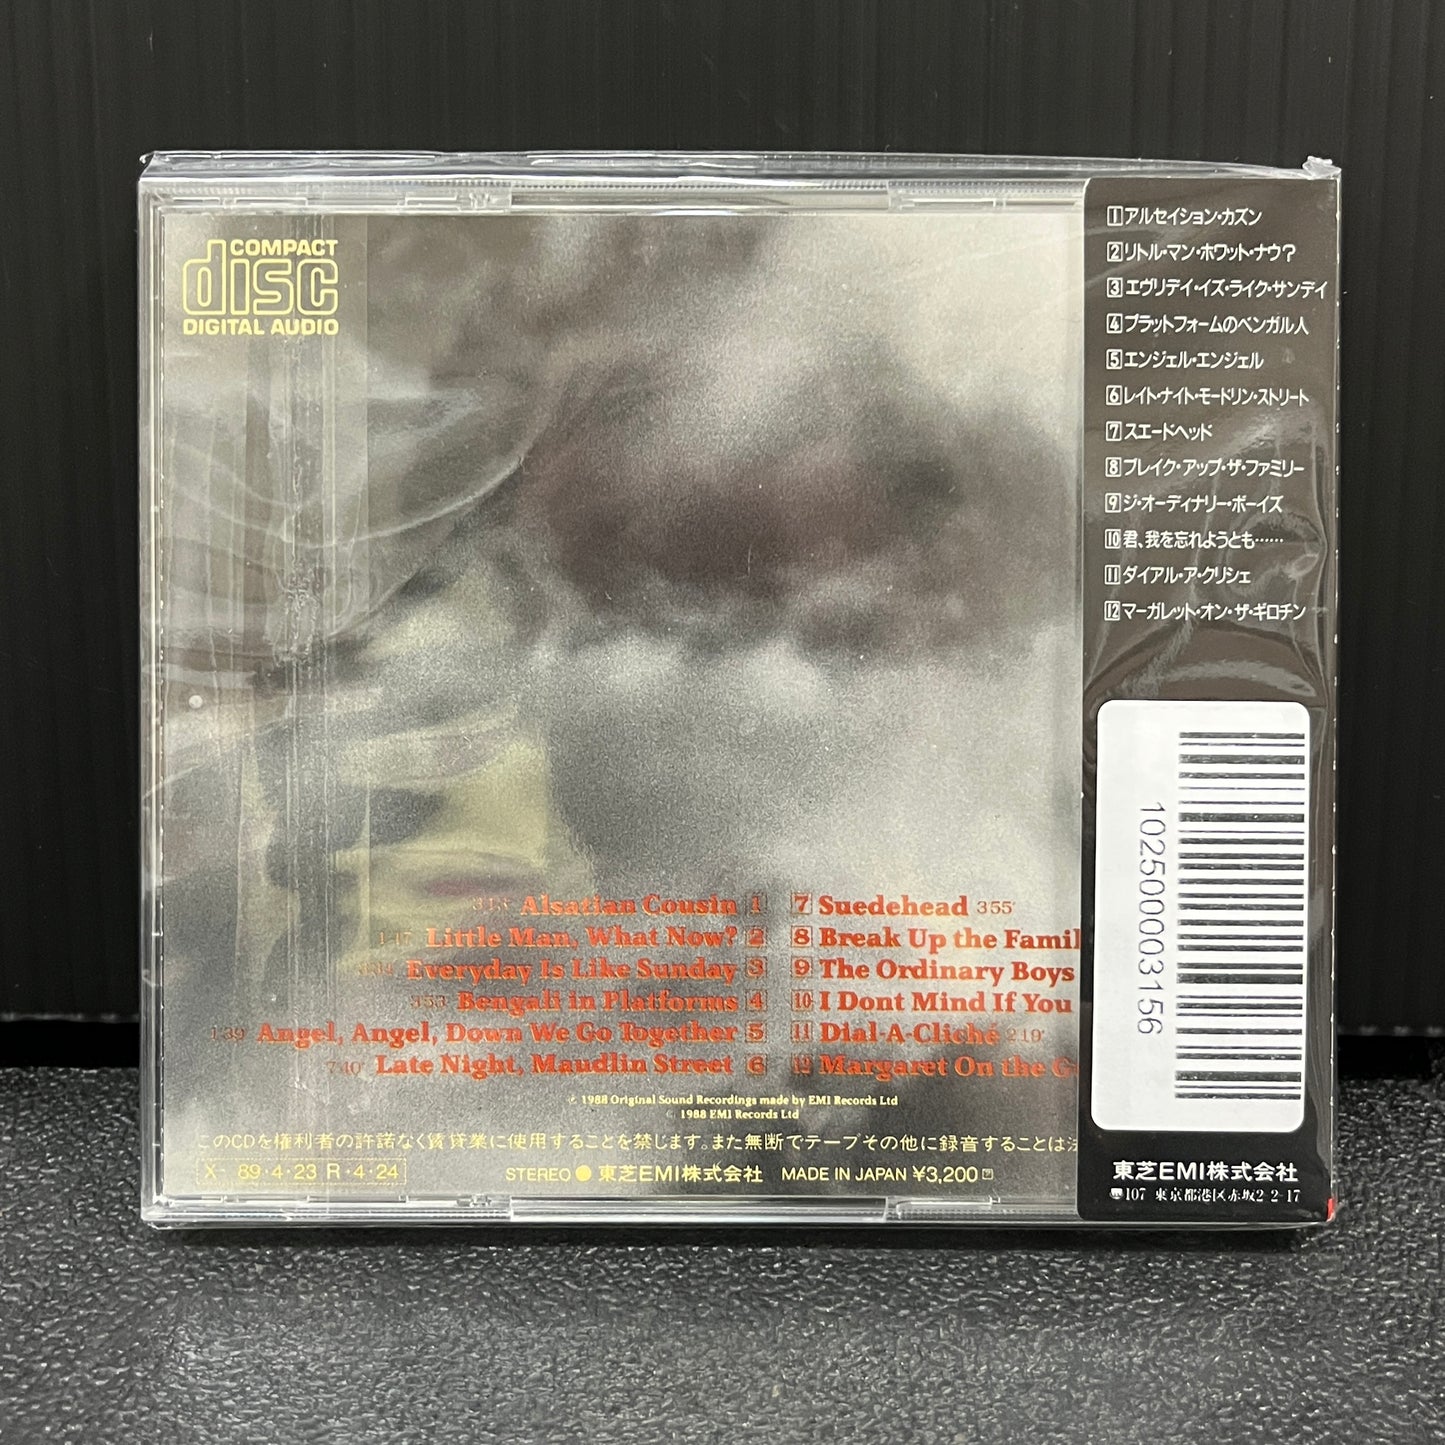 COMPACT
disc
DIGITAL AUDIO
Alsatian Cousin 1
1·47" Little Man, What Now? 2
Everyday Is Like Sunday 3
3·53" Bengali in Platforms 4
1·39" Angel, Angel, Down We Go Together 5
7·40" Late Night, Maudlin Street 6
7 Suedehead 3·55"
8 Break Up the Famil
9 The Ordinary Boys
10 I Dont Mind If You
11 Dial-A-Cliché 2·19"
12 Margaret On the G
℗ 1988 Original Sound Recordings made by EMI Records Ltd
© 1988 EMI Records Ltd
このCDを権利者の許諾なく賃貸業に使用することを禁じます。また無断でテープその他に録音することは法
X- 89·4·23 R·4·24
STEREO ● 東芝EMI株式会社 MADE IN JAPAN ¥3,200
1 アルセイション・カズン
2 リトル・マン・ホワット・ナウ?
3 エヴリデイ・イズ・ライク・サンデイ
4 プラットフォームのベンガル人
5 エンジェル・エンジェル
6 レイト・ナイト・モードリン・ストリート
7 スエードヘッド
8 ブレイク・アップ・ザ・ファミリー
9 ジ・オーディナリー・ボーイズ
10 君、我を忘れようとも……
11 ダイアル・ア・クリシェ
12 マーガレット・オン・ザ・ギロチン
1025000003156
東芝EMI株式会社
107 東京都港区赤坂2-2-17